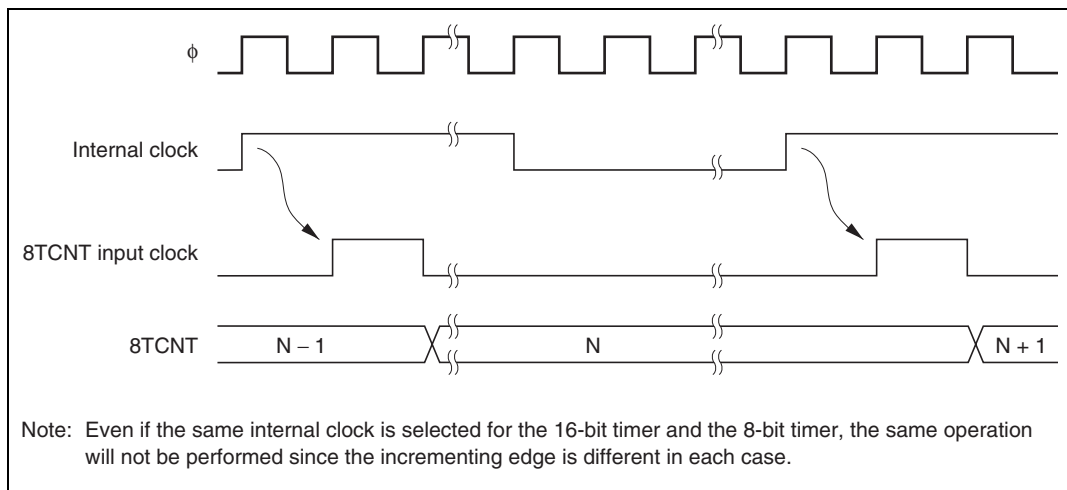 ϕ
Internal clock
8TCNT input clock
8TCNT
N – 1
N
N + 1
Note: Even if the same internal clock is selected for the 16-bit timer and the 8-bit timer, the same operation
will not be performed since the incrementing edge is different in each case.